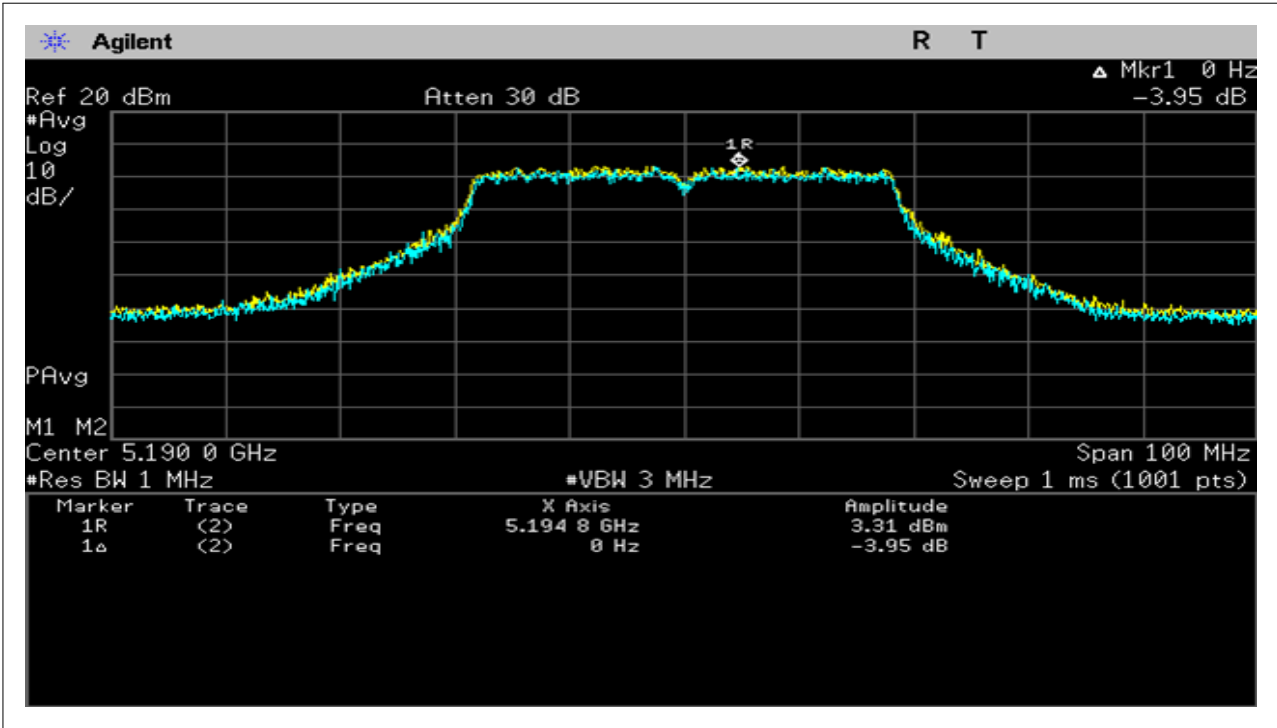 Agilent R T
▵ Mkr1 0 Hz
Ref 20 dBm Atten 30 dB −3.95 dB
#Avg
Log
10
dB/
1R
PAvg
M1 M2
Center 5.190 0 GHz Span 100 MHz
#Res BW 1 MHz #VBW 3 MHz Sweep 1 ms (1001 pts)
Marker Trace Type X Axis Amplitude
1R (2) Freq 5.194 8 GHz 3.31 dBm
1▵ (2) Freq 0 Hz −3.95 dB